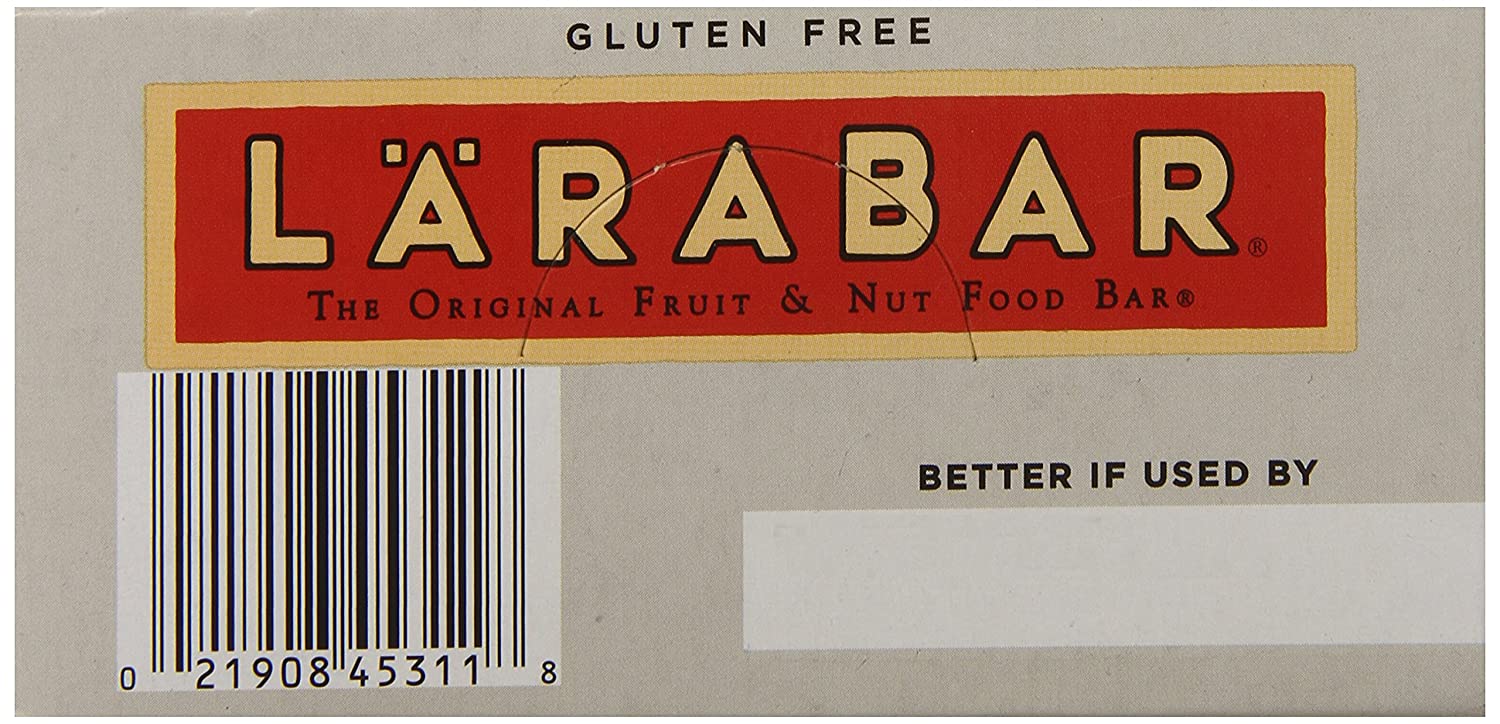 GLUTEN FREE
LÄRABAR®
THE ORIGINAL FRUIT & NUT FOOD BAR®
BETTER IF USED BY
0 21908 45311 8